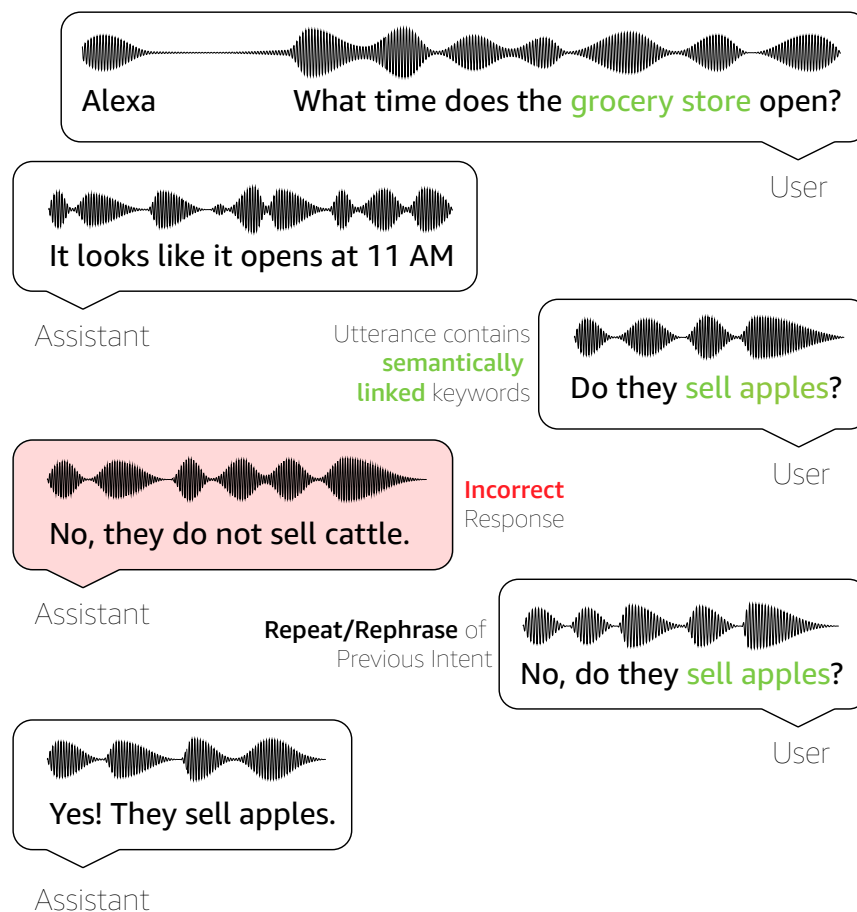 Alexa What time does the grocery store open?
User
It looks like it opens at 11 AM
Assistant
Utterance contains
semantically
linked keywords
Do they sell apples?
User
No, they do not sell cattle.
Incorrect
Response
Assistant
Repeat/Rephrase of
Previous Intent
No, do they sell apples?
User
Yes! They sell apples.
Assistant